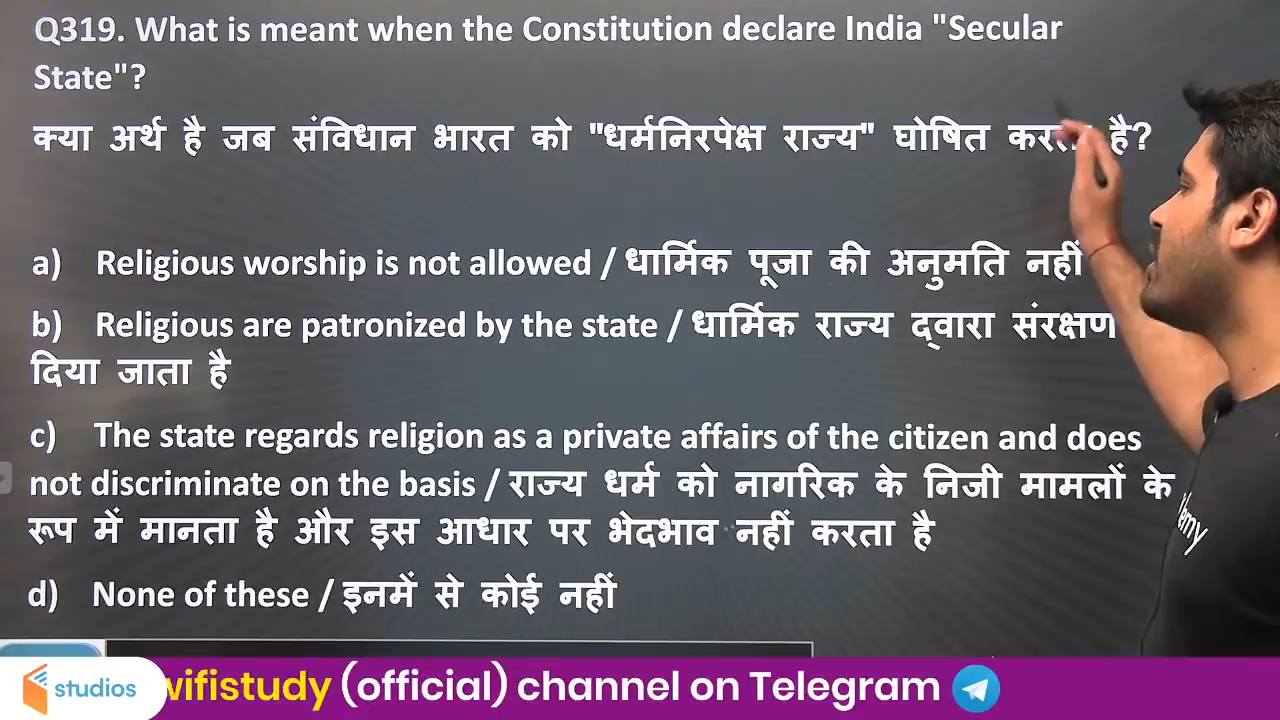 Q319. What is meant when the Constitution declare India "Secular
State"?
क्या अर्थ है जब संविधान भारत को "धर्मनिरपेक्ष राज्य" घोषित करता है?
a) Religious worship is not allowed / धार्मिक पूजा की अनुमति नहीं
b) Religious are patronized by the state / धार्मिक राज्य द्वारा संरक्षण
दिया जाता है
c) The state regards religion as a private affairs of the citizen and does
not discriminate on the basis / राज्य धर्म को नागरिक के निजी मामलों के
रूप में मानता है और इस आधार पर भेदभाव नहीं करता है
d) None of these / इनमें से कोई नहीं
studios wifistudy (official) channel on Telegram